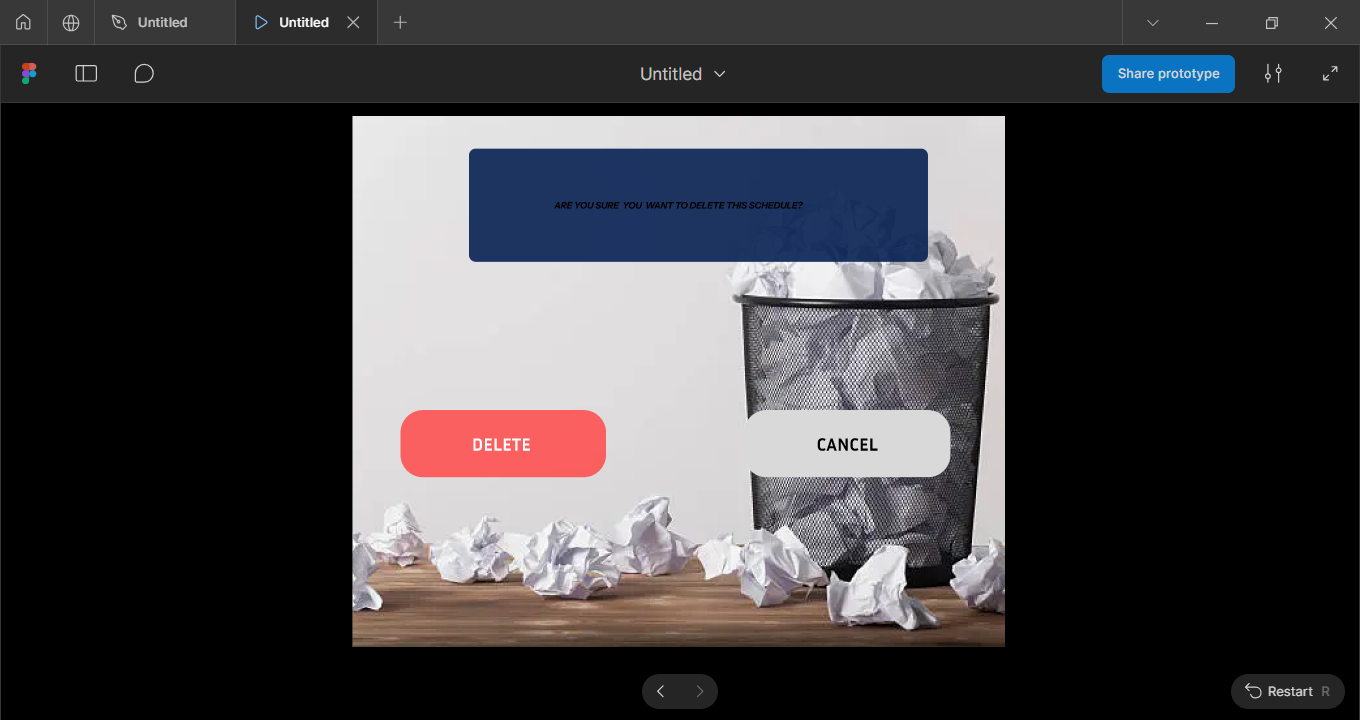 Untitled
Untitled
Untitled
Share prototype
ARE YOU SURE YOU WANT TO DELETE THIS SCHEDULE?
DELETE
CANCEL
Restart R